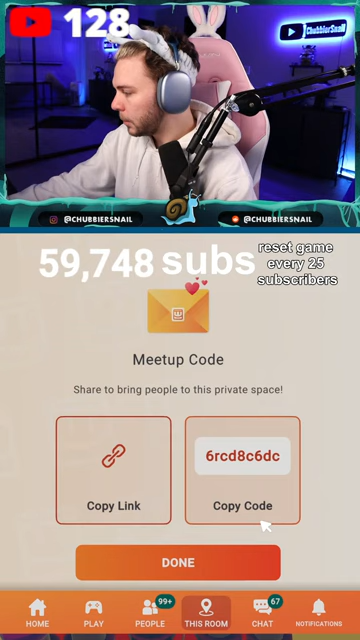 128
ChubbierSnail
@CHUBBIERSNAIL
@CHUBBIERSNAIL
59,748 subs
reset game
every 25
subscribers
Meetup Code
Share to bring people to this private space!
6rcd8c6dc
Copy Link
Copy Code
DONE
99+
67
HOME
PLAY
PEOPLE
THIS ROOM
CHAT
NOTIFICATIONS